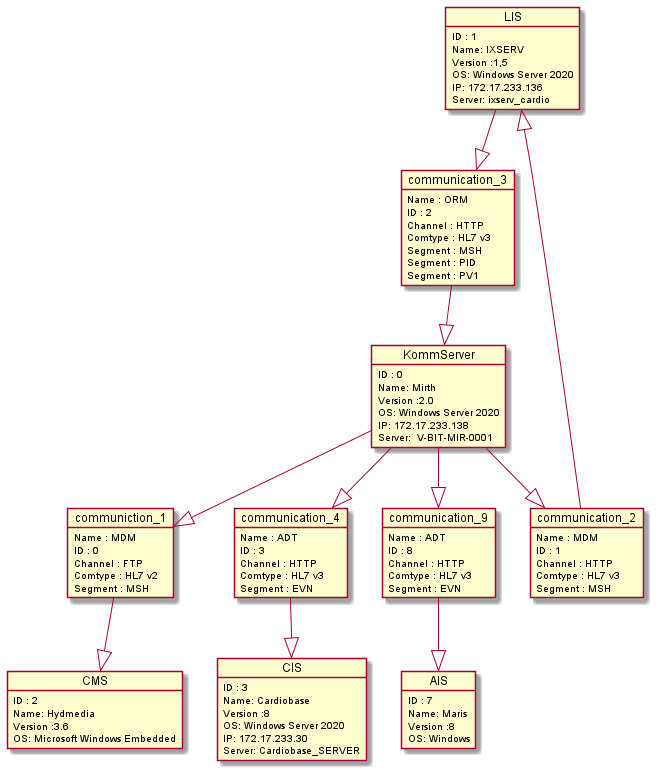 LIS
ID : 1
Name: IXSERV
Version :1,5
OS: Windows Server 2020
IP: 172.17.233.136
Server: ixserv_cardio
communication_3
Name : ORM
ID : 2
Channel : HTTP
Comtype : HL7 v3
Segment : MSH
Segment : PID
Segment : PV1
KommServer
ID : 0
Name: Mirth
Version :2.0
OS: Windows Server 2020
IP: 172.17.233.138
Server:  V-BIT-MIR-0001
communiction_1
Name : MDM
ID : 0
Channel : FTP
Comtype : HL7 v2
Segment : MSH
communication_4
Name : ADT
ID : 3
Channel : HTTP
Comtype : HL7 v3
Segment : EVN
communication_9
Name : ADT
ID : 8
Channel : HTTP
Comtype : HL7 v3
Segment : EVN
communication_2
Name : MDM
ID : 1
Channel : HTTP
Comtype : HL7 v3
Segment : MSH
CMS
ID : 2
Name: Hydmedia
Version :3.6
OS: Microsoft Windows Embedded
CIS
ID : 3
Name: Cardiobase
Version :8
OS: Windows Server 2020
IP: 172.17.233.30
Server: Cardiobase_SERVER
AIS
ID : 7
Name: Maris
Version :8
OS: Windows